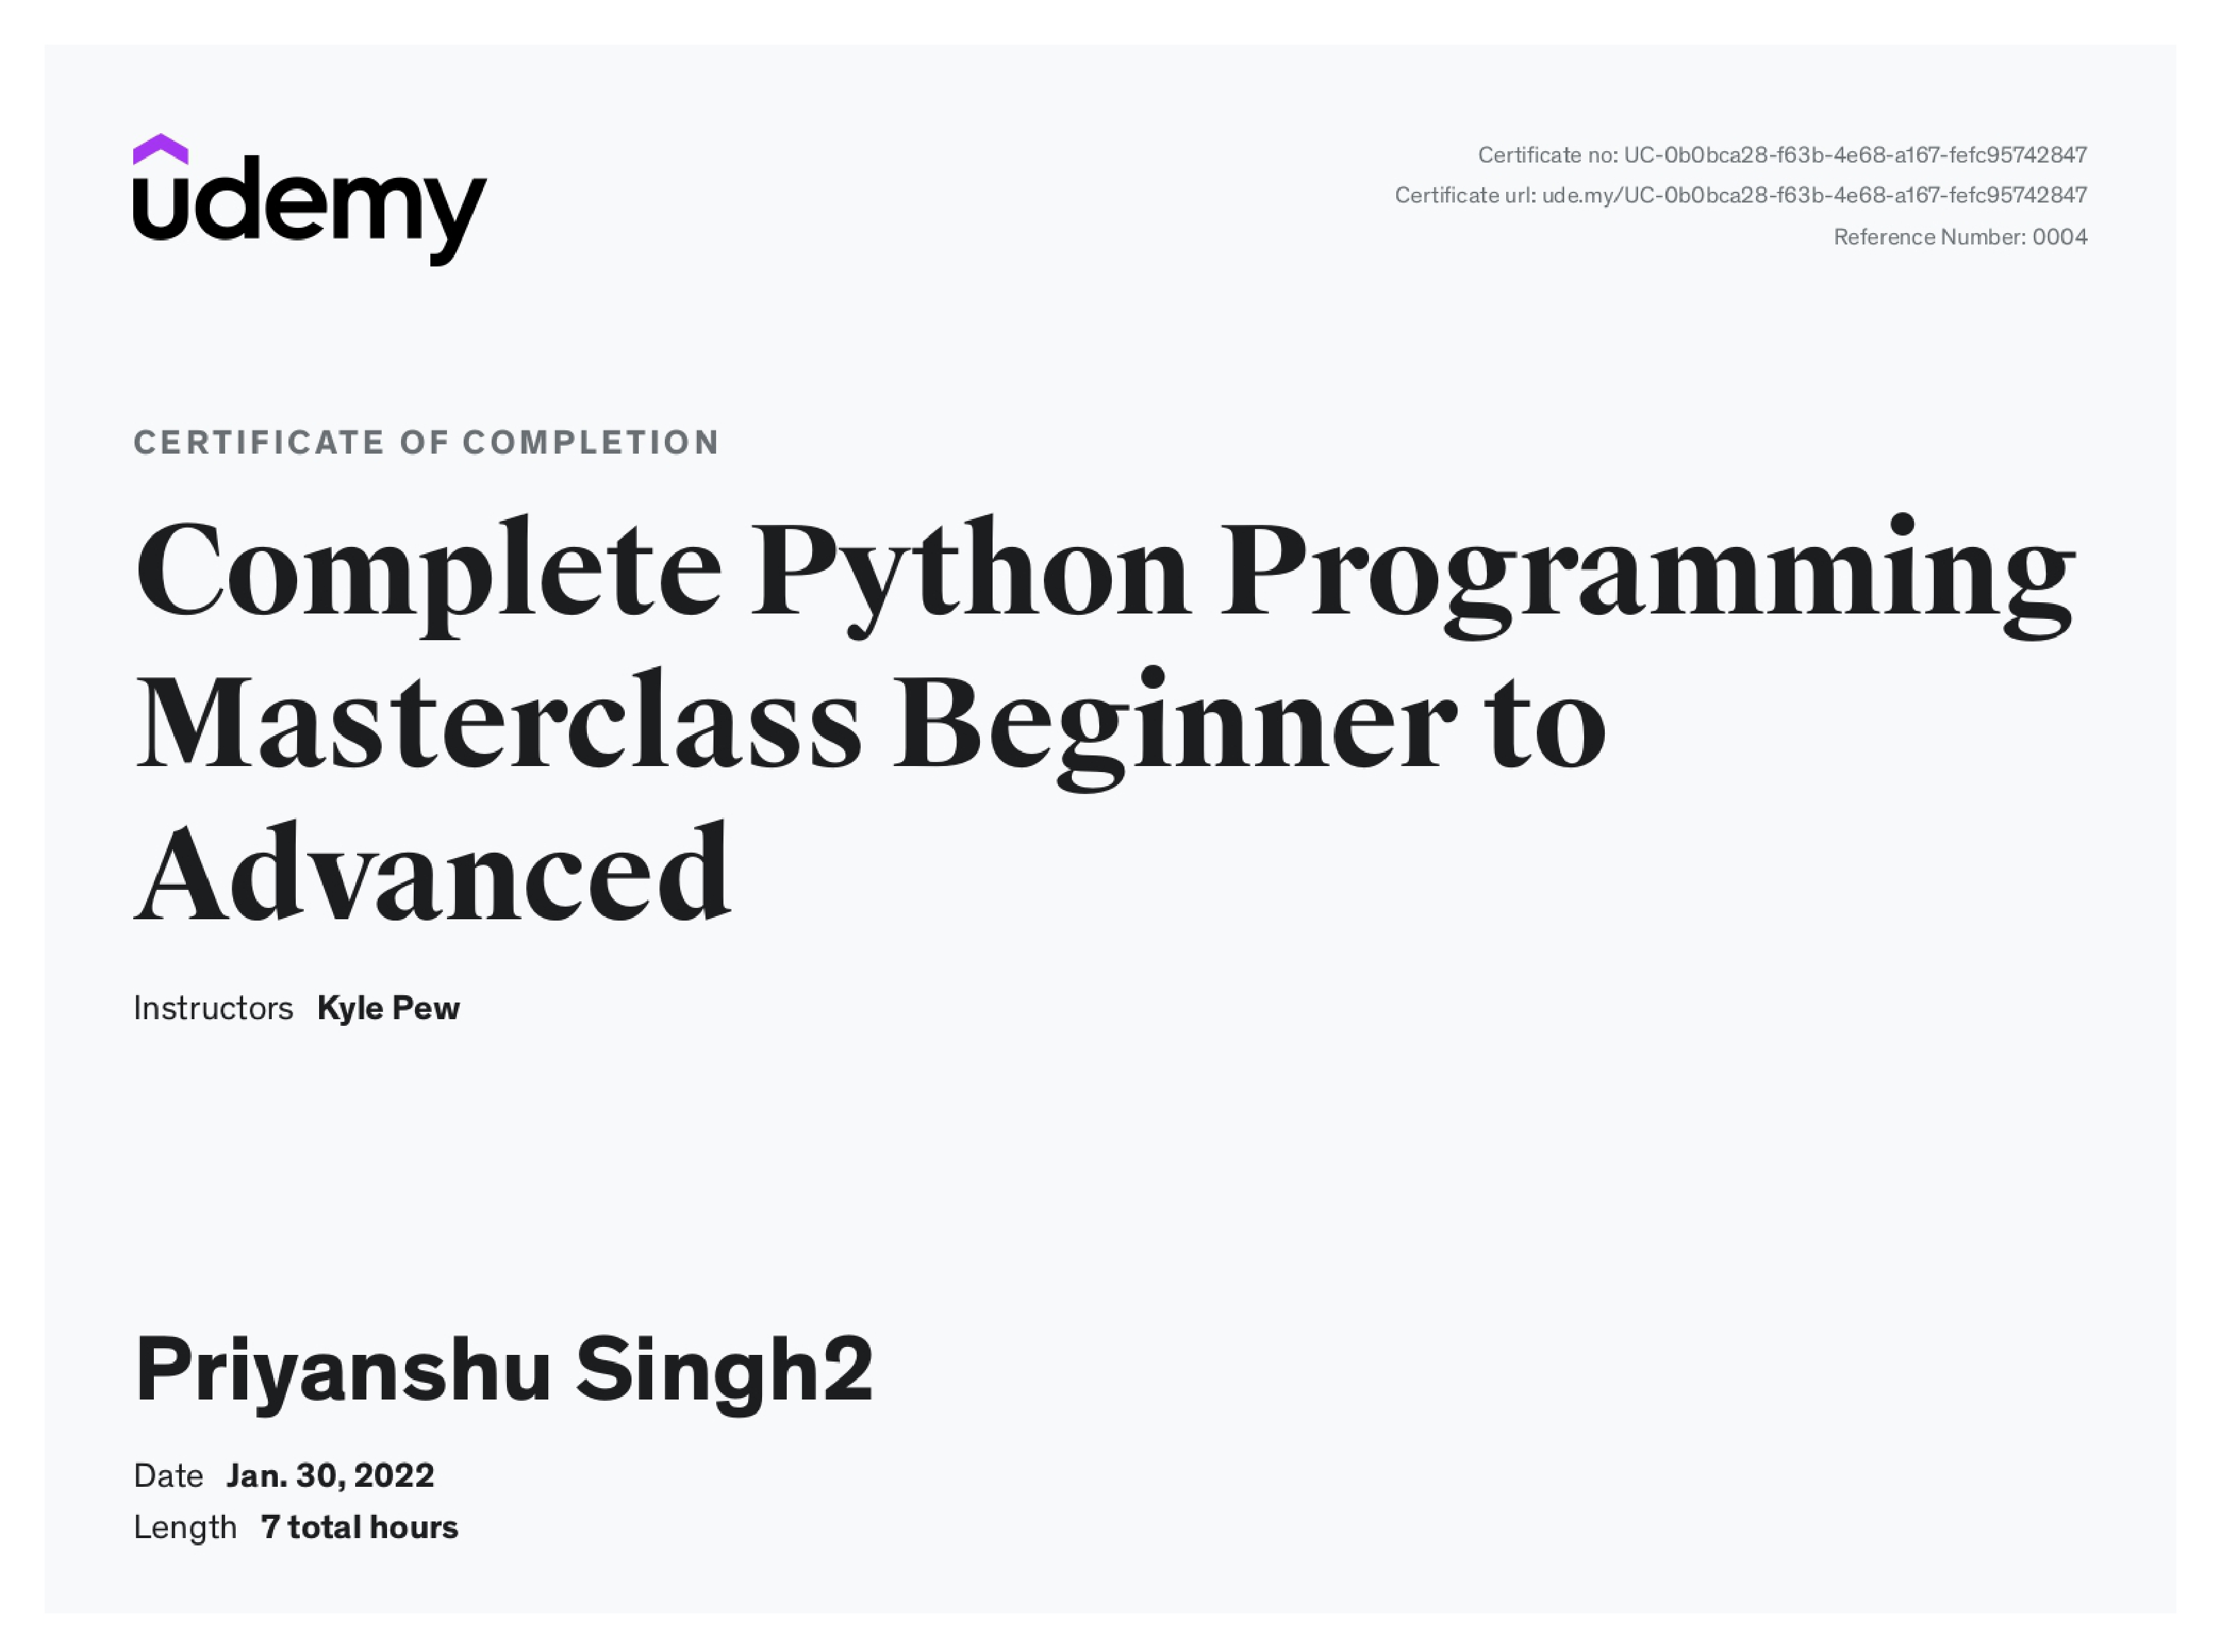 udemy
Certificate no: UC-0b0bca28-f63b-4e68-a167-fefc95742847
Certificate url: ude.my/UC-0b0bca28-f63b-4e68-a167-fefc95742847
Reference Number: 0004
CERTIFICATE OF COMPLETION
Complete Python Programming
Masterclass Beginner to
Advanced
Instructors Kyle Pew
Priyanshu Singh2
Date Jan. 30, 2022
Length 7 total hours